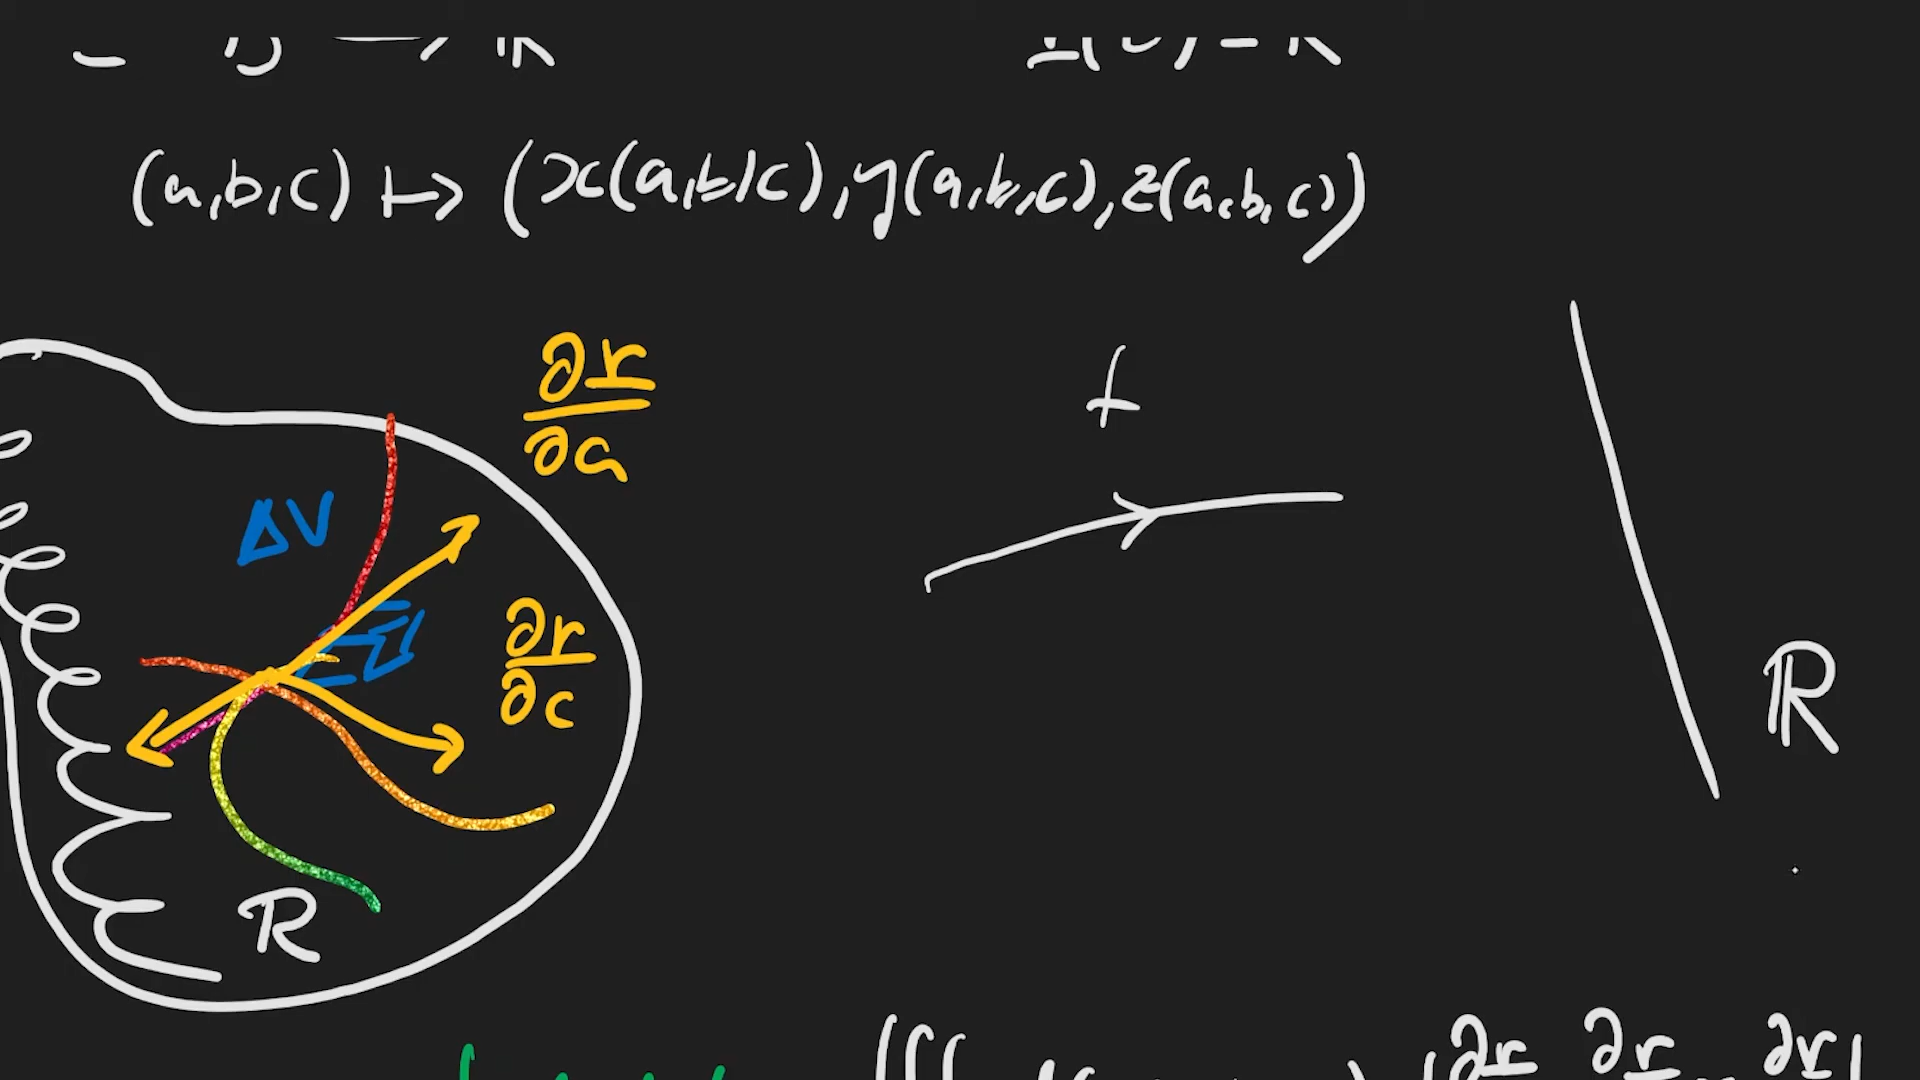 (a,b,c) ↦ (x(a,b,c), y(a,b,c), z(a,b,c))
∂r/∂a
f
ΔV
∂r/∂c
ℝ
R
∭ ∂r ∂r ∂r